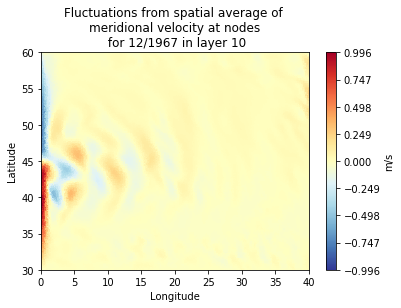 Fluctuations from spatial average of
meridional velocity at nodes
for 12/1967 in layer 10
60
55
50
45
40
35
30
Latitude
0 5 10 15 20 25 30 35 40
Longitude
0.996
0.747
0.498
0.249
0.000
−0.249
−0.498
−0.747
−0.996
m/s